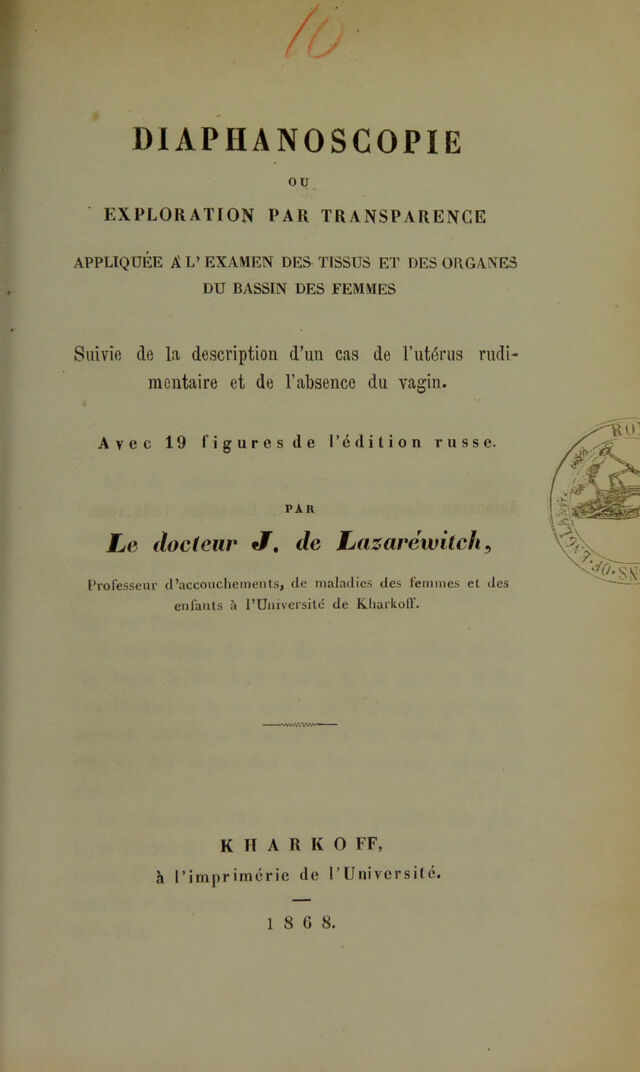 10
DIAPHANOSCOPIE
OU
EXPLORATION PAR TRANSPARENCE
APPLIQUÉE Á L' EXAMEN DES TISSUS ET DES ORGANES
DU BASSIN DES FEMMES
Suivie de la description d'un cas de l'utérus rudi-
mentaire et de l'absence du vagin.
Avec 19 figures de l'édition russe.
PAR
Le docteur J. de Lazaréwitch,
Professeur d'accouchements, de maladies des femmes et des
enfants à l'Université de Kharkoff.
KHARKOFF,
à l'imprimérie de l'Université.
1868.